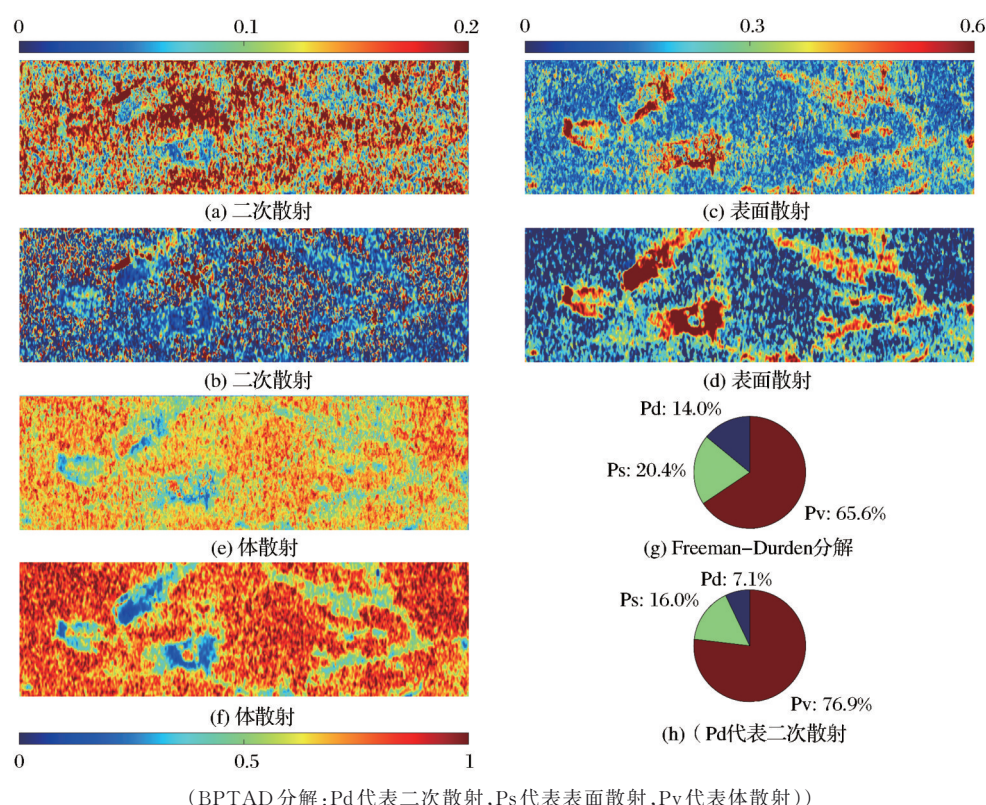 0 0.1 0.2
0 0.3 0.6
(a) 二次散射
(c) 表面散射
(b) 二次散射
(d) 表面散射
Pd: 14.0%
Ps: 20.4%
Pv: 65.6%
(e) 体散射
(g) Freeman-Durden分解
Pd: 7.1%
Ps: 16.0%
Pv: 76.9%
(f) 体散射
(h)（Pd代表二次散射
0 0.5 1
(BPTAD分解:Pd代表二次散射,Ps代表表面散射,Pv代表体散射))